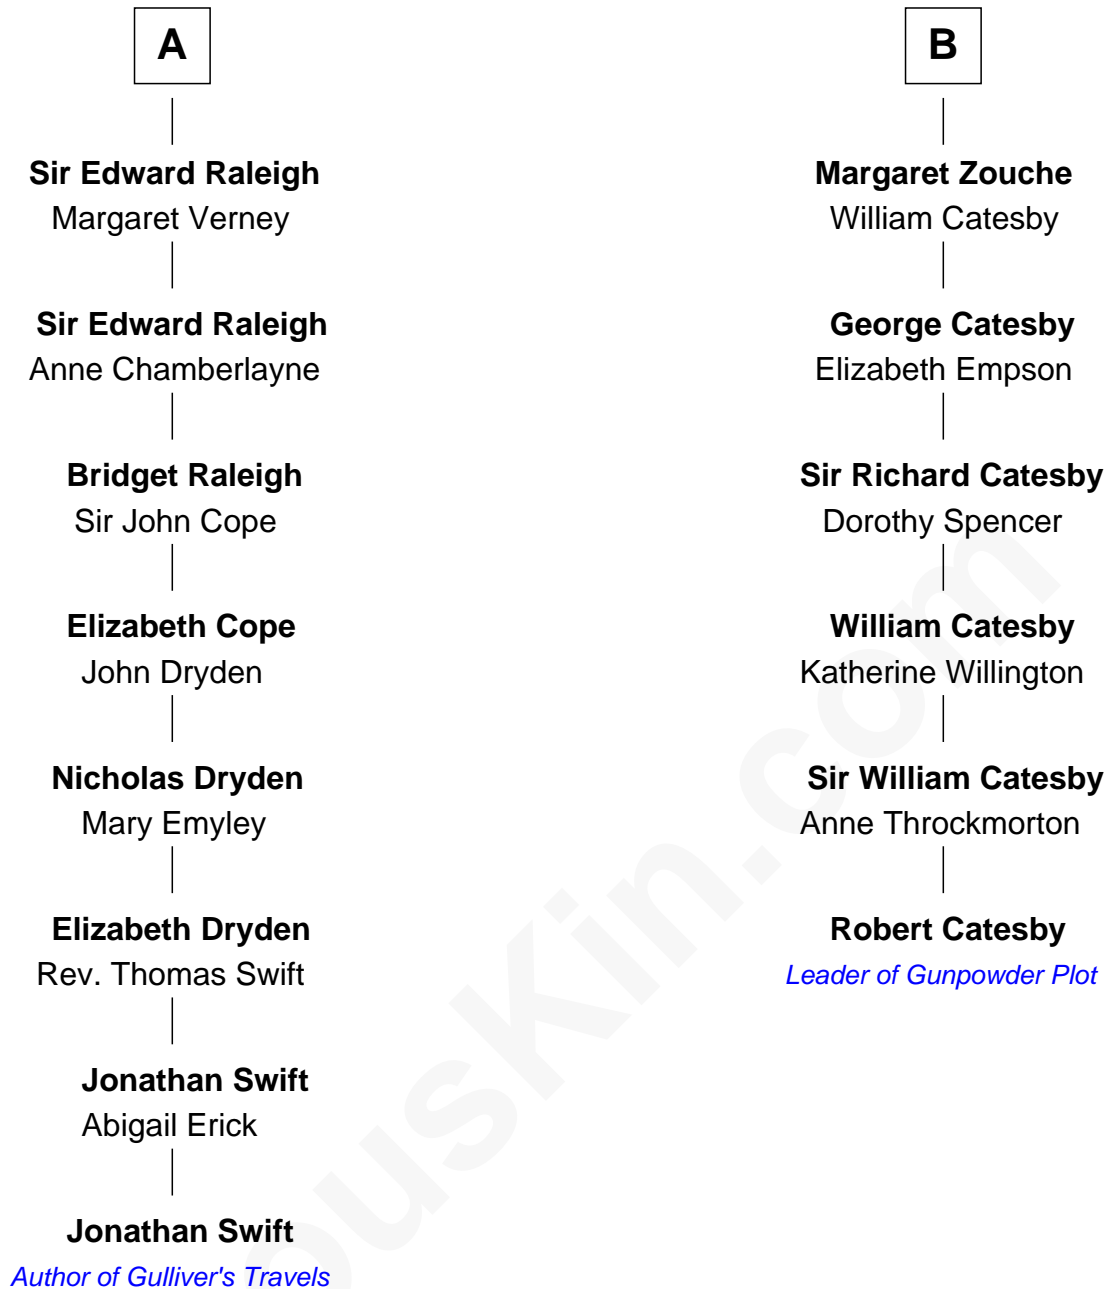 A
Sir Edward Raleigh
Margaret Verney
Sir Edward Raleigh
Anne Chamberlayne
Bridget Raleigh
Sir John Cope
Elizabeth Cope
John Dryden
Nicholas Dryden
Mary Emyley
Elizabeth Dryden
Rev. Thomas Swift
Jonathan Swift
Abigail Erick
Jonathan Swift
Author of Gulliver's Travels
B
Margaret Zouche
William Catesby
George Catesby
Elizabeth Empson
Sir Richard Catesby
Dorothy Spencer
William Catesby
Katherine Willington
Sir William Catesby
Anne Throckmorton
Robert Catesby
Leader of Gunpowder Plot
ousKin.com